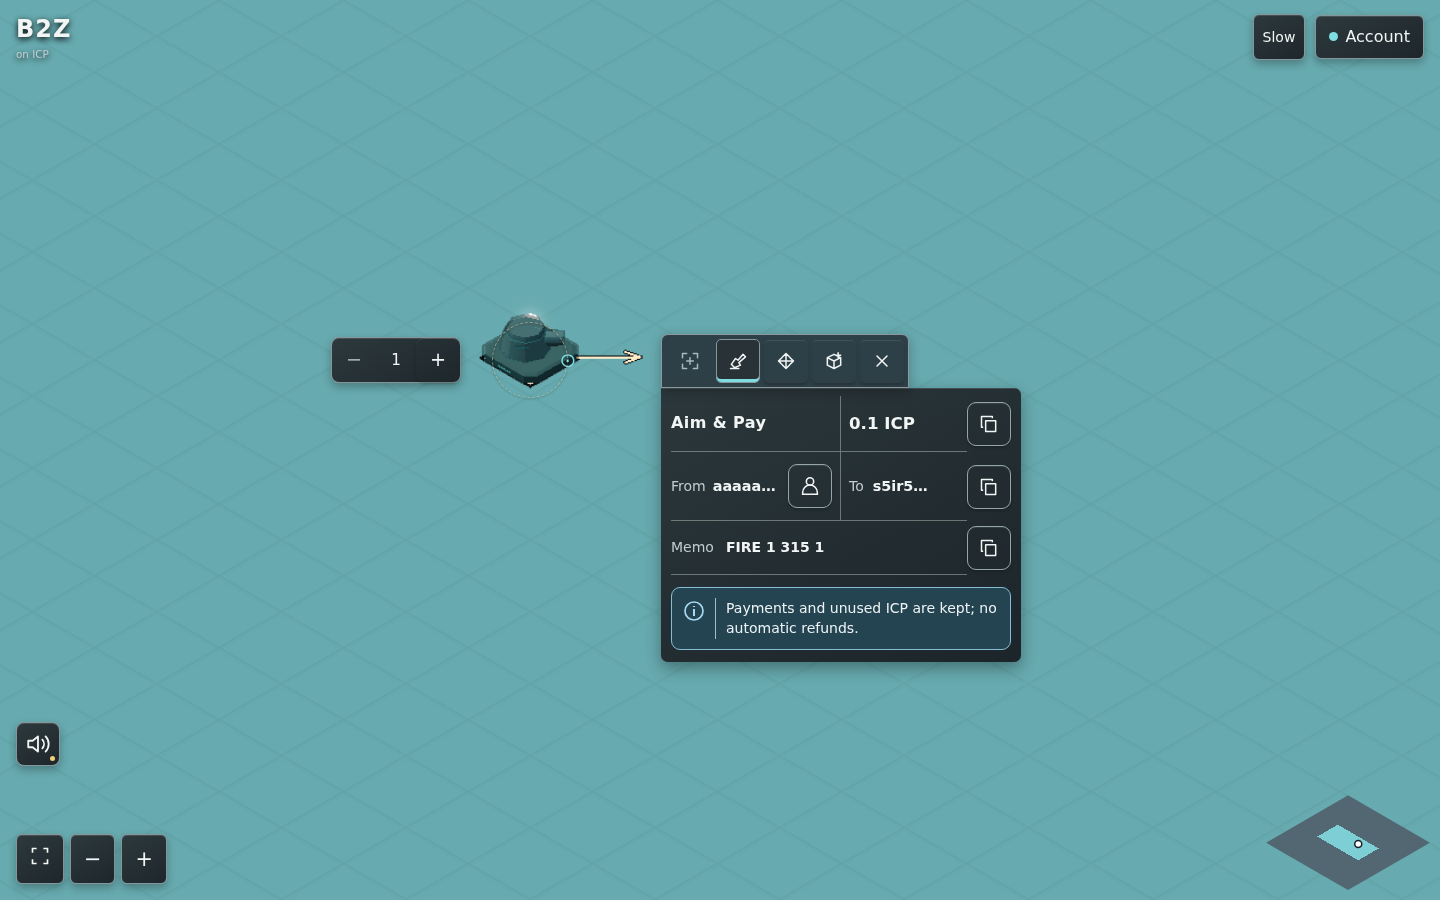 B2Z
on ICP
Slow
Account
1
Aim & Pay
0.1 ICP
From aaaaa...
To s5ir5...
Memo FIRE 1 315 1
Payments and unused ICP are kept; no
automatic refunds.